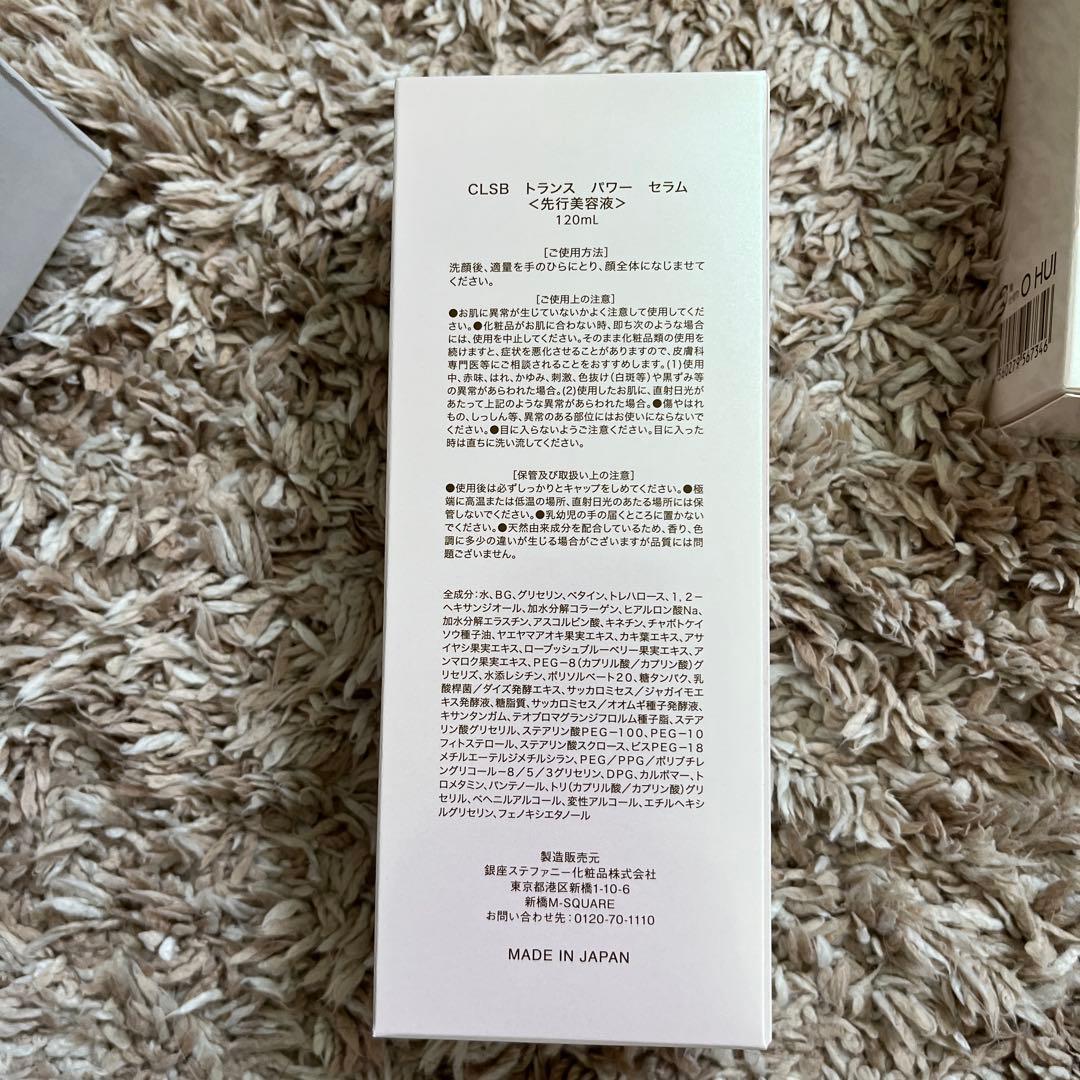 CLSB トランス パワー セラム
<先行美容液>
120mL
[ご使用方法]
洗顔後、適量を手のひらにとり、顔全体になじませて
ください。
[ご使用上の注意]
●お肌に異常が生じていないかよく注意して使用してくだ
さい。●化粧品がお肌に合わない時、即ち次のような場合
には、使用を中止してください。そのまま化粧品類の使用を
続けますと、症状を悪化させることがありますので、皮膚科
専門医等にご相談されることをおすすめします。(1)使用
中、赤味、はれ、かゆみ、刺激、色抜け(白斑等)や黒ずみ等
の異常があらわれた場合。(2)使用したお肌に、直射日光が
あたって上記のような異常があらわれた場合。●傷やはれ
もの、しっしん等、異常のある部位にはお使いにならないで
ください。●目に入らないようご注意ください。目に入った
時は直ちに洗い流してください。
[保管及び取扱い上の注意]
●使用後は必ずしっかりとキャップをしめてください。●極
端に高温または低温の場所、直射日光のあたる場所には保
管しないでください。●乳幼児の手の届くところに置かない
でください。●天然由来成分を配合しているため、香り、色
調に多少の違いが生じる場合がございますが品質には問
題ございません。
全成分:水、BG、グリセリン、ベタイン、トレハロース、1,2-
ヘキサンジオール、加水分解コラーゲン、ヒアルロン酸Na、
加水分解エラスチン、アスコルビン酸、キネチン、チャボトケイ
ソウ種子油、ヤエヤマアオキ果実エキス、カキ葉エキス、アサ
イヤシ果実エキス、ローブッシュブルーベリー果実エキス、ア
ンマロク果実エキス、PEG-8(カプリル酸/カプリン酸)グ
リセリズ、水添レシチン、ポリソルベート20、糖タンパク、乳
酸桿菌/ダイズ発酵エキス、サッカロミセス/ジャガイモエ
キス発酵液、糖脂質、サッカロミセス/オオムギ種子発酵液、
キサンタンガム、テオブロマグランジフロルム種子脂、ステア
リン酸グリセリル、ステアリン酸PEG-100、PEG-10
フィトステロール、ステアリン酸スクロース、ビスPEG-18
メチルエーテルジメチルシラン、PEG/PPG/ポリブチレ
ングリコール-8/5/3グリセリン、DPG、カルボマー、ト
ロメタミン、パンテノール、トリ(カプリル酸/カプリン酸)グリ
セリル、ベヘニルアルコール、変性アルコール、エチルヘキシ
ルグリセリン、フェノキシエタノール
製造販売元
銀座ステファニー化粧品株式会社
東京都港区新橋1-10-6
新橋M-SQUARE
お問い合わせ先:0120-70-1110
MADE IN JAPAN
O HUI
560279 567346